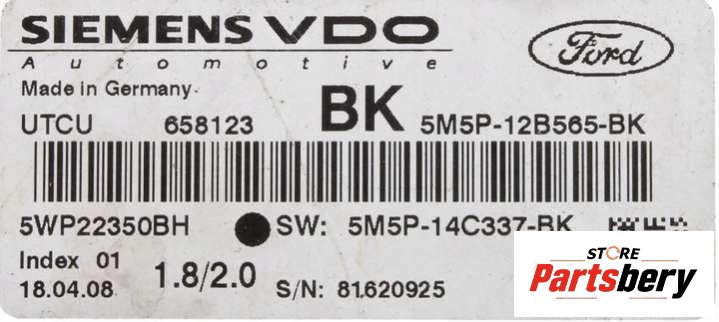 SIEMENS VDO
Automotive
Ford
Made in Germany.
UTCU 658123 BK 5M5P-12B565-BK
5WP22350BH SW: 5M5P-14C337-BK
Index 01
18.04.08 1.8/2.0 S/N: 81620925
STORE
Partsbery